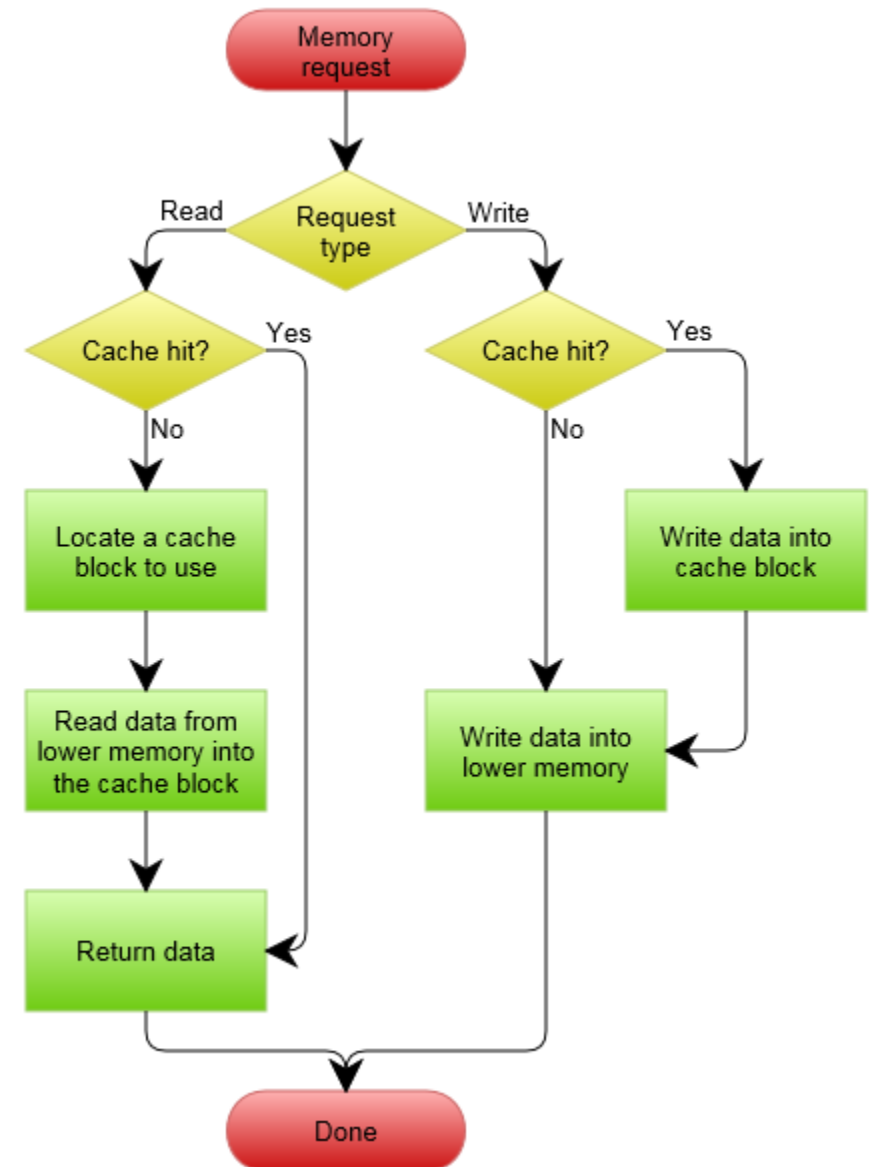 Memory
request
Request
type
Read
Write
Cache hit?
Yes
No
Cache hit?
Yes
No
Locate a cache
block to use
Write data into
cache block
Read data from
lower memory into
the cache block
Write data into
lower memory
Return data
Done